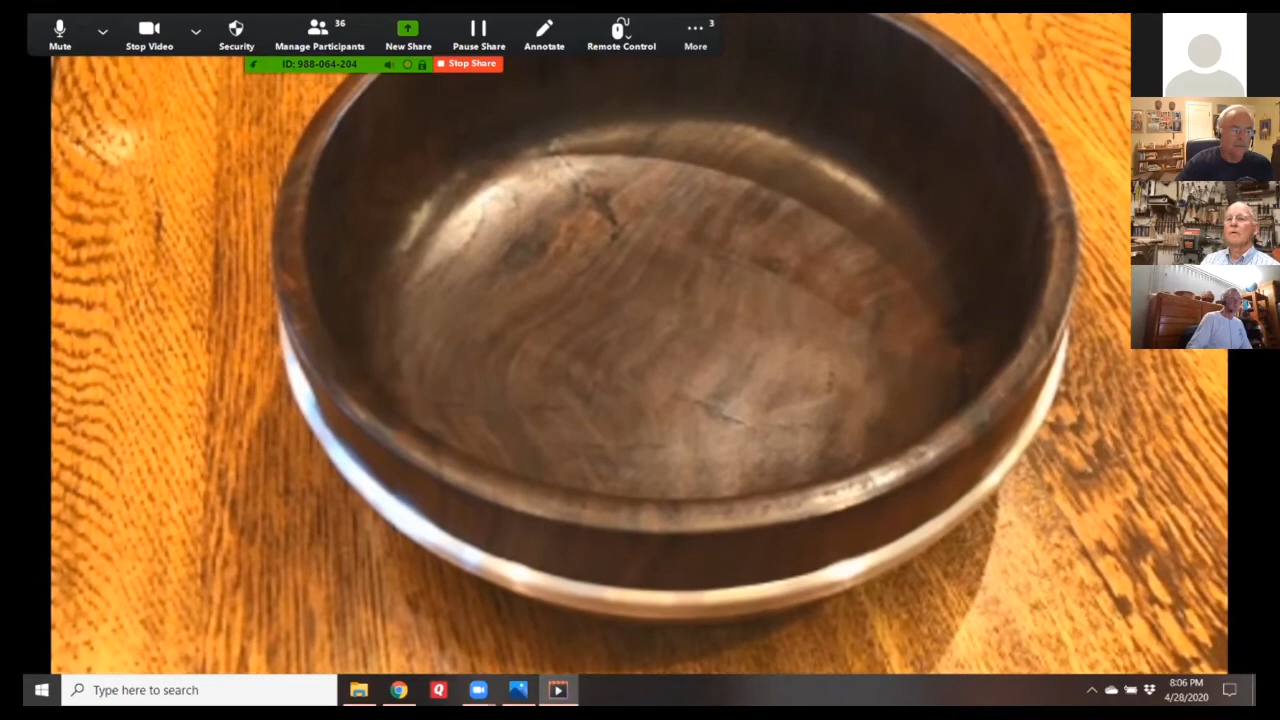 36
3
Mute
Stop Video
Security
Manage Participants
New Share
Pause Share
Annotate
Remote Control
More
ID: 988-064-204
Stop Share
Type here to search
Q
8:06 PM
4/28/2020